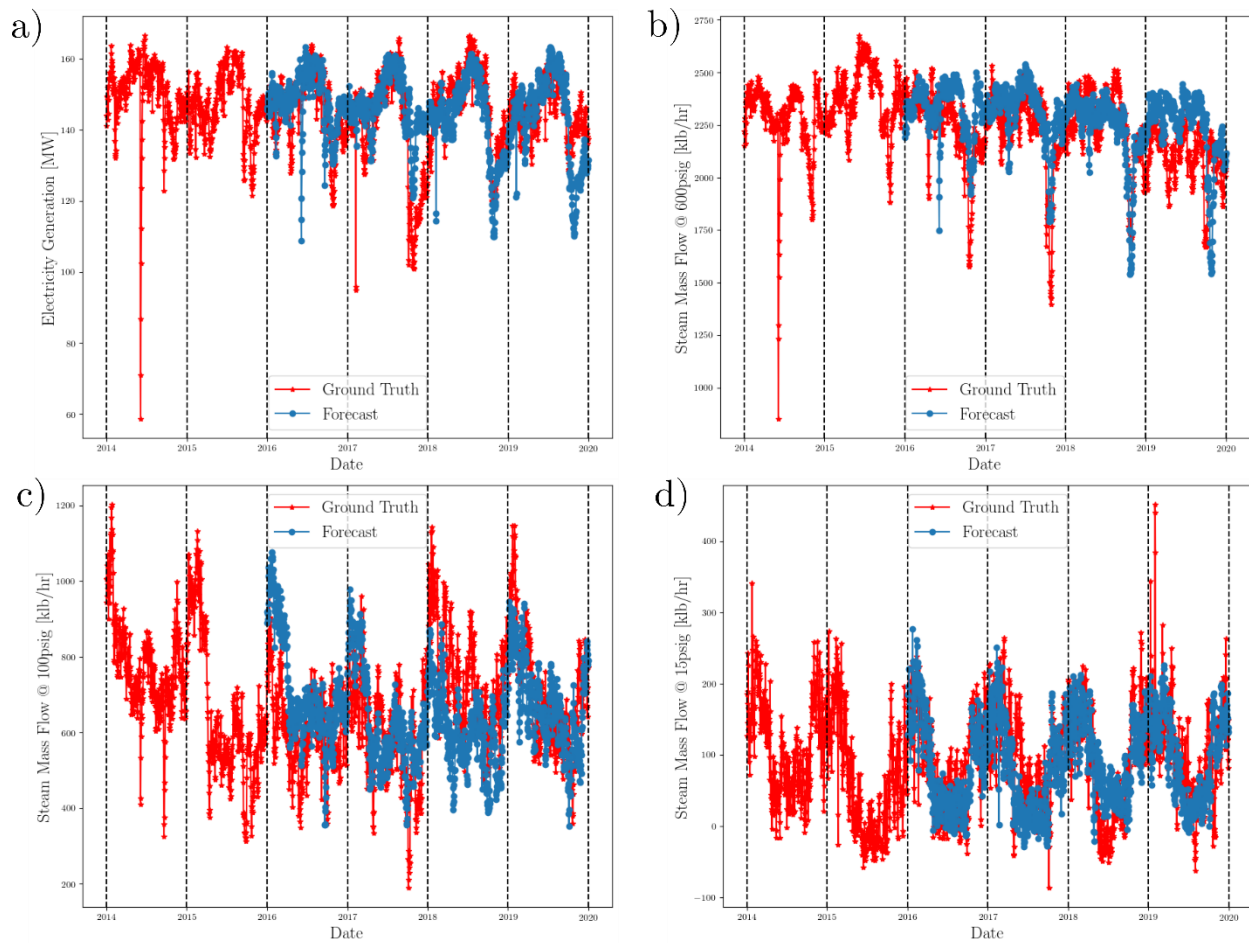 a)
Electricity Generation [MW]
160
140
120
100
80
60
Ground Truth
Forecast
2014 2015 2016 2017 2018 2019 2020
Date
b)
Steam Mass Flow @ 600psig [klb/hr]
2750
2500
2250
2000
1750
1500
1250
1000
Ground Truth
Forecast
2014 2015 2016 2017 2018 2019 2020
Date
c)
Steam Mass Flow @ 100psig [klb/hr]
1200
1000
800
600
400
200
Ground Truth
Forecast
2014 2015 2016 2017 2018 2019 2020
Date
d)
Steam Mass Flow @ 15psig [klb/hr]
400
300
200
100
0
−100
Ground Truth
Forecast
2014 2015 2016 2017 2018 2019 2020
Date